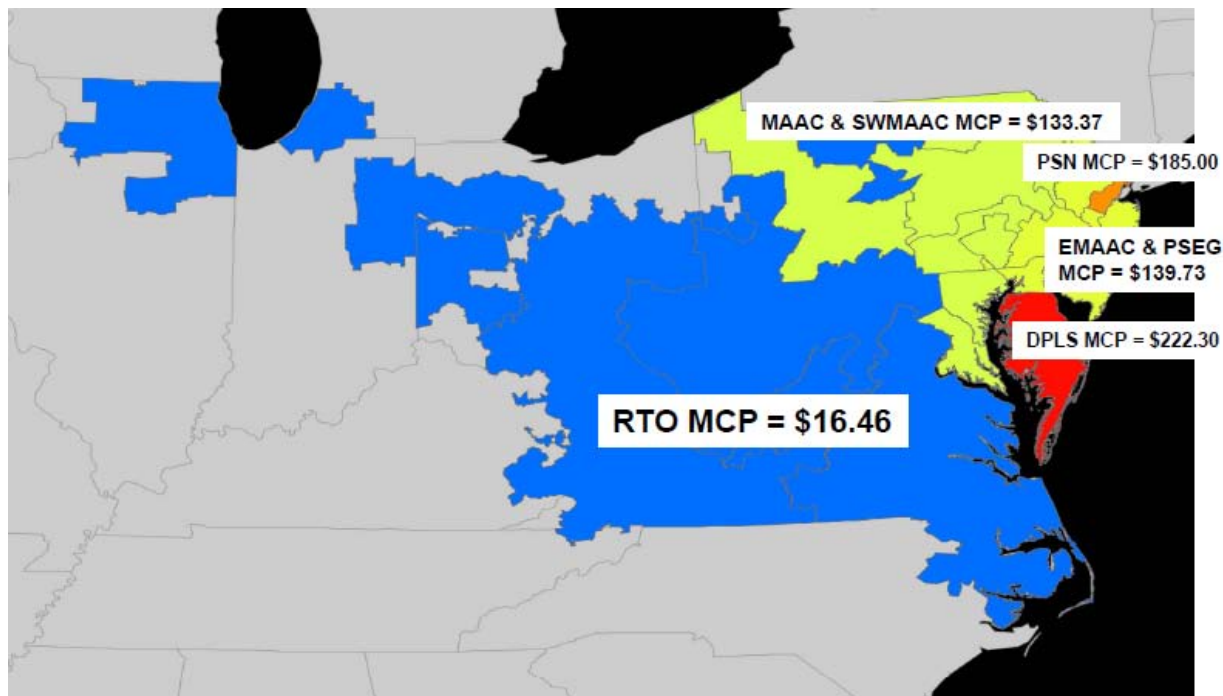 MAAC & SWMAAC MCP = $133.37
PSN MCP = $185.00
EMAAC & PSEG
MCP = $139.73
DPLS MCP = $222.30
RTO MCP = $16.46